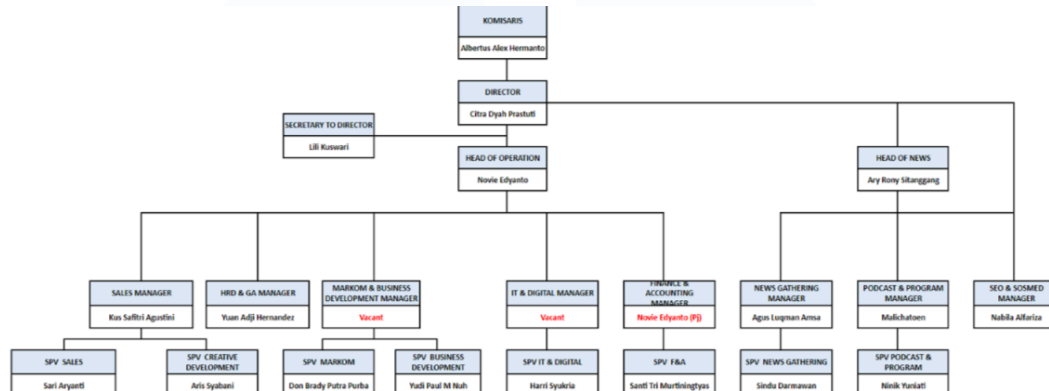 KOMISARIS
Albertus Alex Hermanto
DIRECTOR
Citra Dyah Prastuti
SECRETARY TO DIRECTOR
Lili Kuswari
HEAD OF OPERATION
Novie Edyanto
HEAD OF NEWS
Ary Rony Sitanggang
SALES MANAGER
Kus Safitri Agustini
HRD & GA MANAGER
Yuan Adji Hernandez
MARKOM & BUSINESS
DEVELOPMENT MANAGER
Vacant
IT & DIGITAL MANAGER
Vacant
FINANCE &
ACCOUNTING
MANAGER
Novie Edyanto (Pj)
NEWS GATHERING
MANAGER
Agus Luqman Amsa
PODCAST & PROGRAM
MANAGER
Malichatoen
SEO & SOSMED
MANAGER
Nabila Alfariza
SPV SALES
Sari Aryanti
SPV CREATIVE
DEVELOPMENT
Aris Syabani
SPV MARKOM
Don Brady Putra Purba
SPV BUSINESS
DEVELOPMENT
Yudi Paul M Nuh
SPV IT & DIGITAL
Harri Syukria
SPV F&A
Santi Tri Murtiningtyas
SPV NEWS GATHERING
Sindu Darmawan
SPV PODCAST &
PROGRAM
Ninik Yuniati